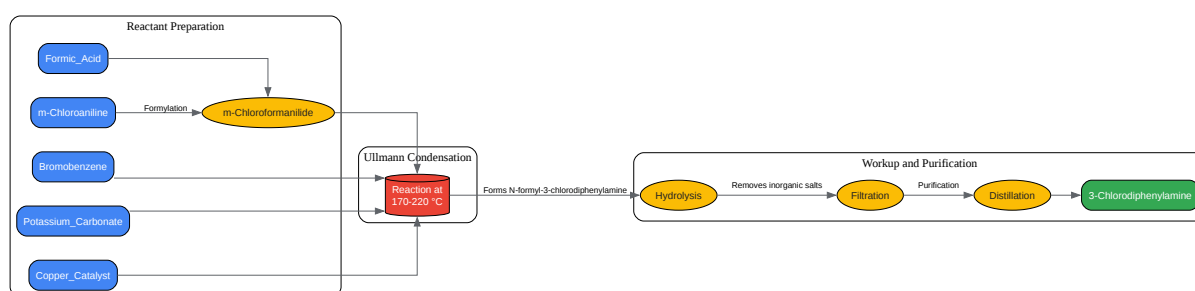 Reactant Preparation
Formic_Acid
m-Chloroaniline
Formylation
m-Chloroformanilide
Bromobenzene
Potassium_Carbonate
Copper_Catalyst
Ullmann Condensation
Reaction at
170-220 °C
Forms N-formyl-3-chlorodiphenylamine
Workup and Purification
Hydrolysis
Removes inorganic salts
Filtration
Purification
Distillation
3-Chlorodiphenylamine